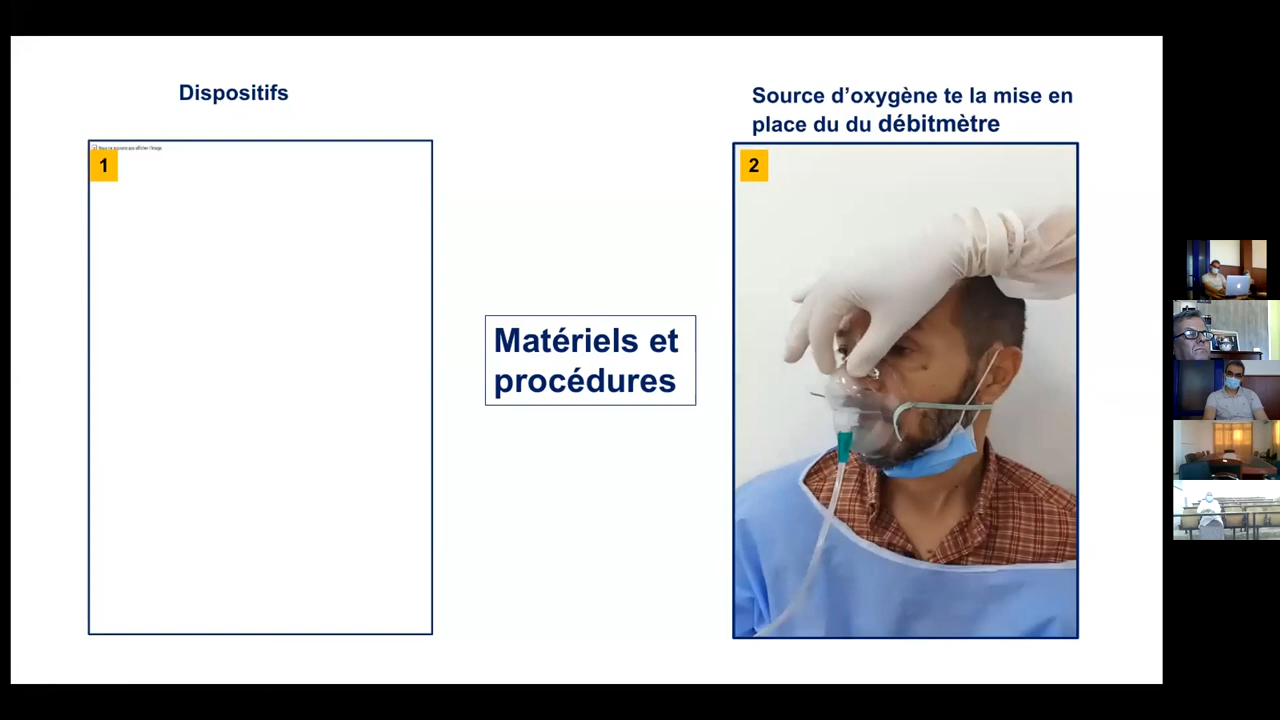 Dispositifs
Source d’oxygène te la mise en
place du du débitmètre
1
2
Matériels et
procédures